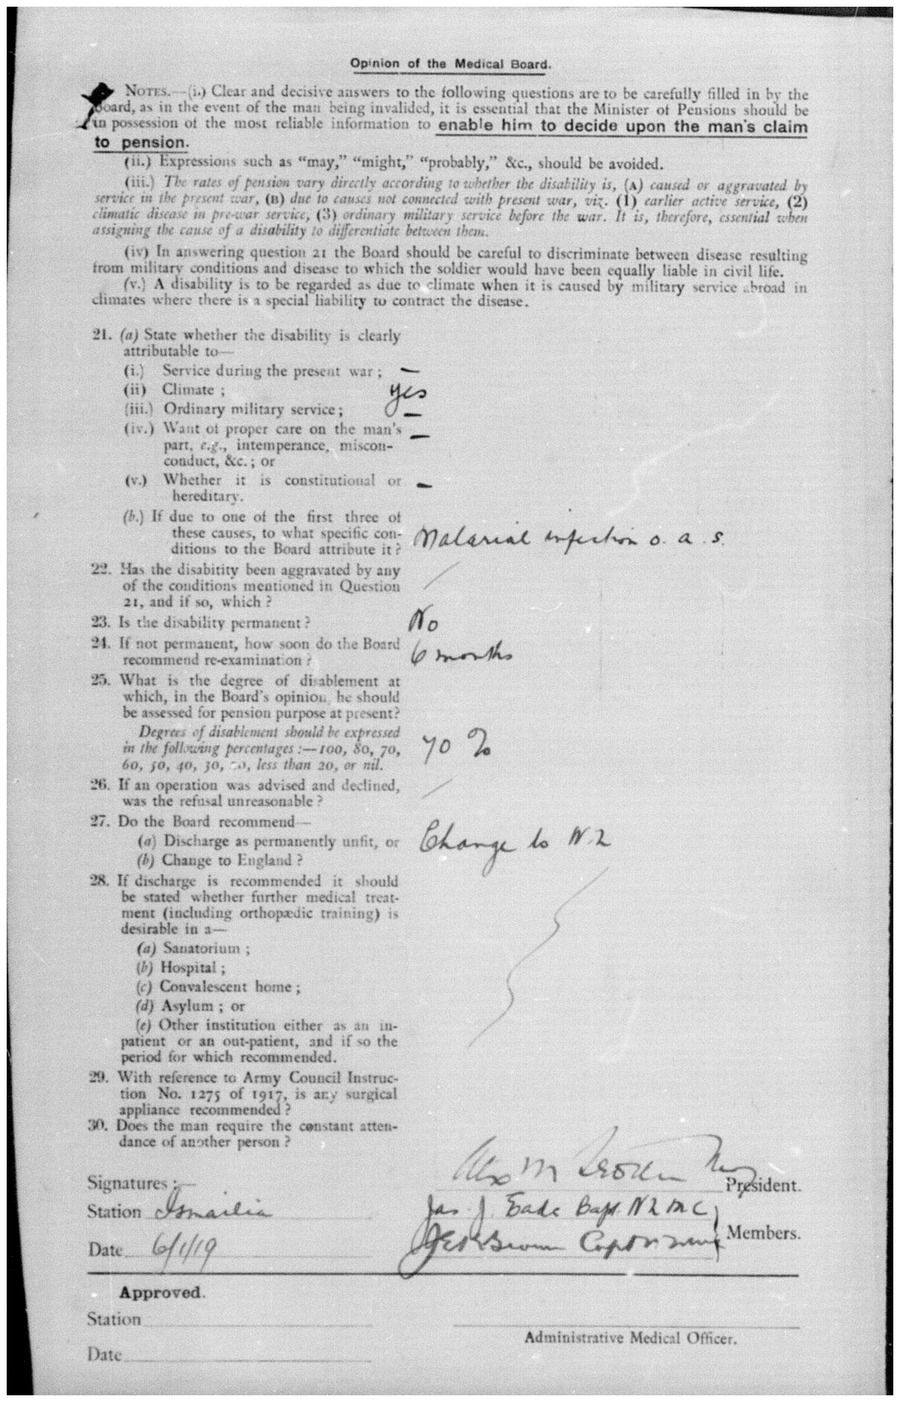 Opinion of the Medical Board.
NOTES.—(i.) Clear and decisive answers to the following questions are to be carefully filled in by the
Board, as in the event of the man being invalided, it is essential that the Minister of Pensions should be
in possession of the most reliable information to enable him to decide upon the man's claim
to pension.
(ii.) Expressions such as "may," "might," "probably," &c., should be avoided.
(iii.) The rates of pension vary directly according to whether the disability is, (A) caused or aggravated by
service in the present war, (B) due to causes not connected with present war, viz. (1) earlier active service, (2)
climatic disease in pre-war service, (3) ordinary military service before the war. It is, therefore, essential when
assigning the cause of a disability to differentiate between them.
(iv) In answering question 21 the Board should be careful to discriminate between disease resulting
from military conditions and disease to which the soldier would have been equally liable in civil life.
(v.) A disability is to be regarded as due to climate when it is caused by military service abroad in
climates where there is a special liability to contract the disease.
21. (a) State whether the disability is clearly
attributable to—
(i.) Service during the present war ; —
(ii) Climate ; yes
(iii.) Ordinary military service ; —
(iv.) Want of proper care on the man's —
part, e.g., intemperance, miscon-
duct, &c. ; or
(v.) Whether it is constitutional or —
hereditary.
(b.) If due to one of the first three of
these causes, to what specific con-
ditions to the Board attribute it ? Malarial infection o. a. s.
22. Has the disabitity been aggravated by any
of the conditions mentioned in Question
21, and if so, which ?
23. Is the disability permanent ? No
24. If not permanent, how soon do the Board
recommend re-examination ? 6 months
25. What is the degree of disablement at
which, in the Board's opinion, he should
be assessed for pension purpose at present?
Degrees of disablement should be expressed
in the following percentages :—100, 80, 70, 70 %
60, 50, 40, 30, 20, less than 20, or nil.
26. If an operation was advised and declined,
was the refusal unreasonable ?
27. Do the Board recommend—
(a) Discharge as permanently unfit, or Change to N.Z
(b) Change to England ?
28. If discharge is recommended it should
be stated whether further medical treat-
ment (including orthopædic training) is
desirable in a—
(a) Sanatorium ;
(b) Hospital ;
(c) Convalescent home ;
(d) Asylum ; or
(e) Other institution either as an in-
patient or an out-patient, and if so the
period for which recommended.
29. With reference to Army Council Instruc-
tion No. 1275 of 1917, is any surgical
appliance recommended ?
30. Does the man require the constant atten-
dance of another person ?
Signatures :— President.
Station Ismailia Jas. J. Eade Capt. N Z M C
Date 6/1/19 Members.
Approved.
Station
Administrative Medical Officer.
Date